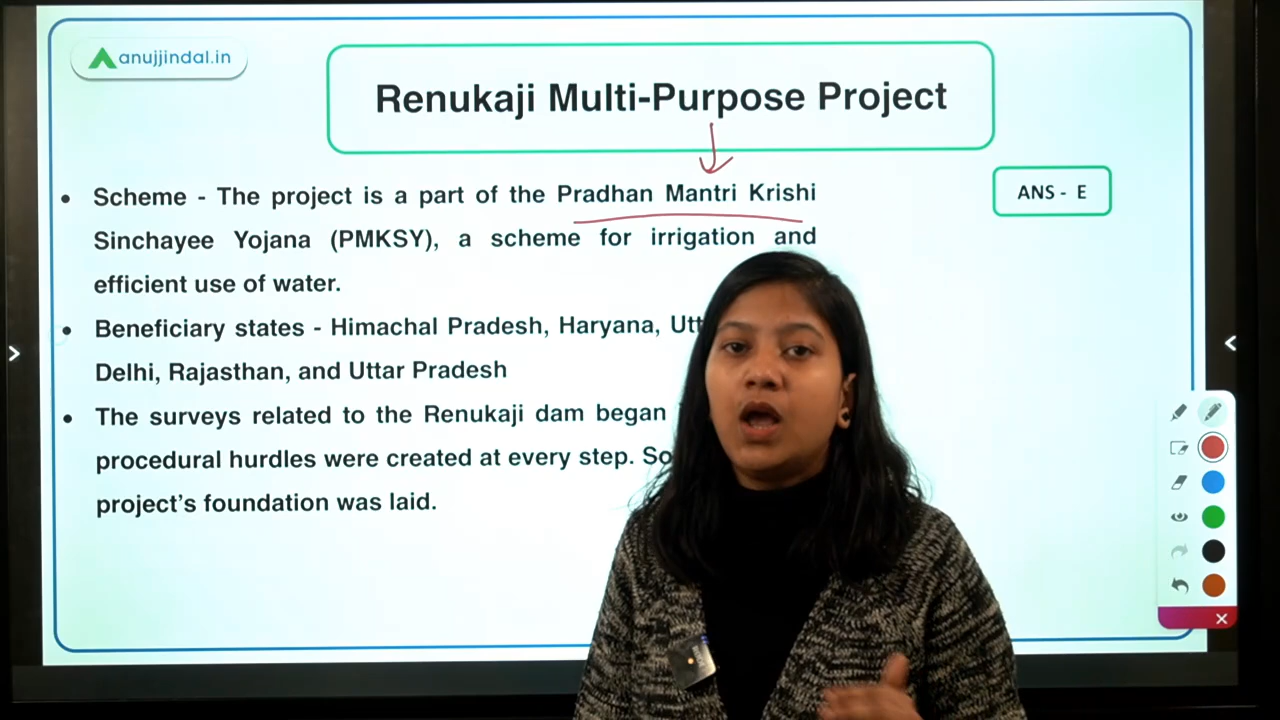 anujjindal.in
Renukaji Multi-Purpose Project
ANS - E
• Scheme - The project is a part of the Pradhan Mantri Krishi
Sinchayee Yojana (PMKSY), a scheme for irrigation and
efficient use of water.
• Beneficiary states - Himachal Pradesh, Haryana,
Delhi, Rajasthan, and Uttar Pradesh
• The surveys related to the Renukaji dam began
procedural hurdles were created at every step.
project's foundation was laid.